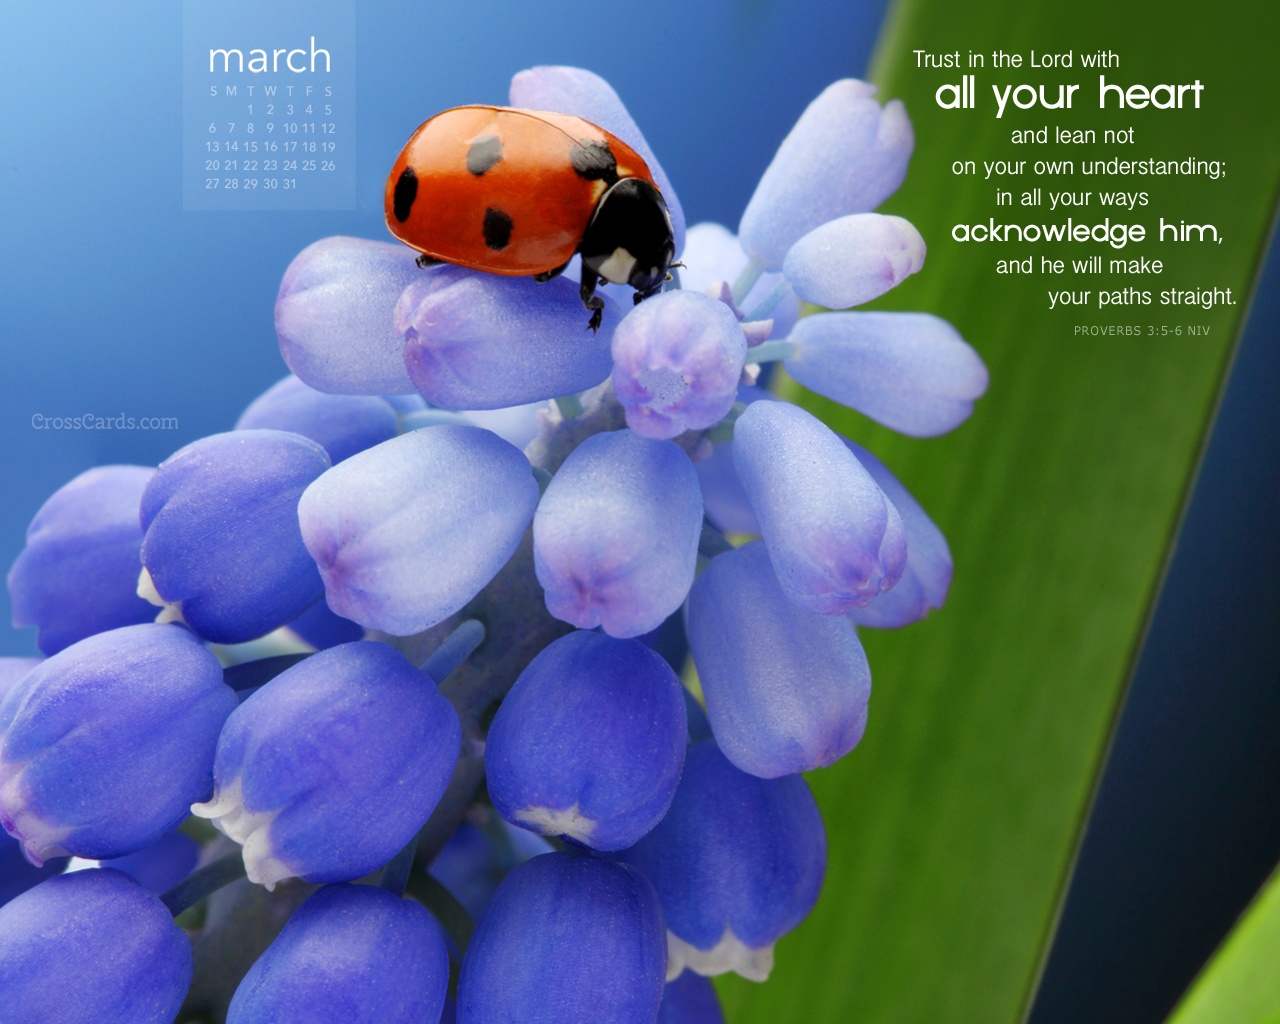 march
S M T W T F S
1 2 3 4 5
6 7 8 9 10 11 12
13 14 15 16 17 18 19
20 21 22 23 24 25 26
27 28 29 30 31
Trust in the Lord with
all your heart
and lean not
on your own understanding;
in all your ways
acknowledge him,
and he will make
your paths straight.
PROVERBS 3:5-6 NIV
CrossCards.com